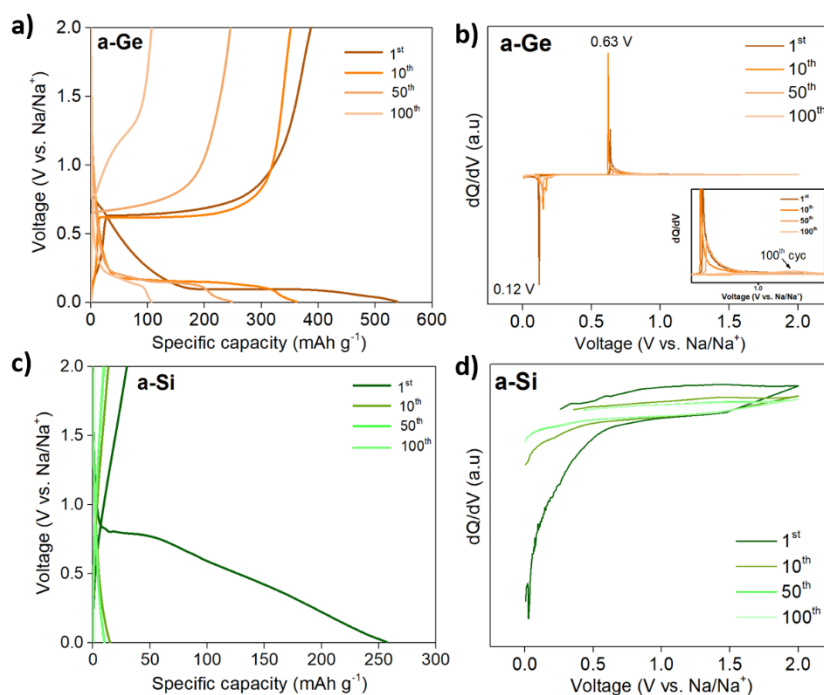 a)
a-Ge
1st
10th
50th
100th
2.0
1.5
1.0
0.5
0.0
0 100 200 300 400 500 600
Voltage (V vs. Na/Na+)
Specific capacity (mAh g-1)
b)
a-Ge
0.63 V
1st
10th
50th
100th
0.12 V
dQ/dV (a.u)
0.0 0.5 1.0 1.5 2.0
Voltage (V vs. Na/Na+)
1st
10th
50th
100th
100th cyc
dQ/dV
1.0
Voltage (V vs. Na/Na+)
c)
a-Si
1st
10th
50th
100th
2.0
1.5
1.0
0.5
0.0
0 50 100 150 200 250 300
Voltage (V vs. Na/Na+)
Specific capacity (mAh g-1)
d)
a-Si
1st
10th
50th
100th
dQ/dV (a.u)
0.0 0.5 1.0 1.5 2.0
Voltage (V vs. Na/Na+)